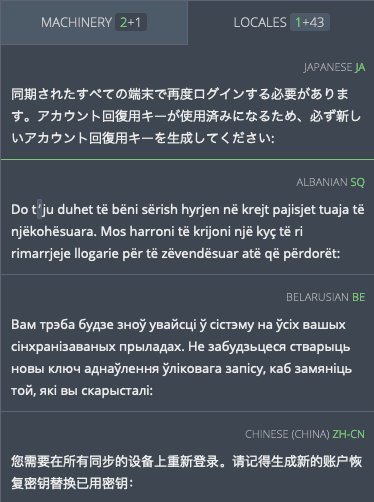 MACHINERY 2+1
LOCALES 1+43
JAPANESE JA
同期されたすべての端末で再度ログインする必要がありま
す。アカウント回復用キーが使用済みになるため、必ず新し
いアカウント回復用キーを生成してください:
ALBANIAN SQ
Do t’ju duhet të bëni sërish hyrjen në krejt pajisjet tuaja të
njëkohësuara. Mos harroni të krijoni një kyç të ri
rimarrjeje llogarie për të zëvendësuar atë që përdorët:
BELARUSIAN BE
Вам трэба будзе зноў увайсці ў сістэму на ўсіх вашых
сінхранізаваных прыладах. Не забудзьцеся стварыць
новы ключ аднаўлення ўліковага запісу, каб замяніць
той, які вы скарысталі:
CHINESE (CHINA) ZH-CN
您需要在所有同步的设备上重新登录。请记得生成新的账户恢
复密钥替换已用密钥：